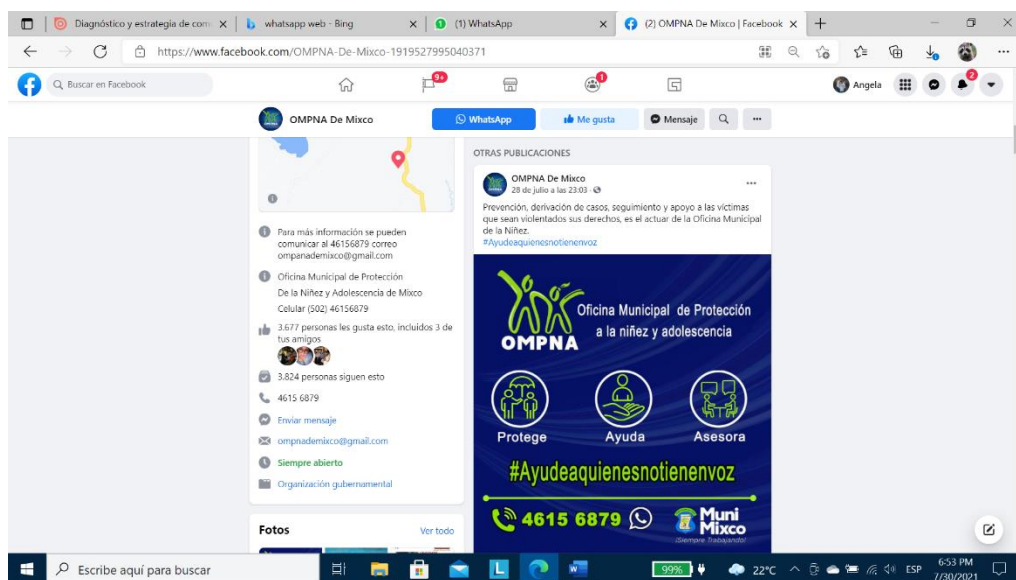 Diagnóstico y estrategia de com
whatsapp web - Bing
(1) WhatsApp
(2) OMPNA De Mixco | Facebook
https://www.facebook.com/OMPNA-De-Mixco-1919527995040371
Buscar en Facebook
9+
1
Angela
2
OMPNA De Mixco
WhatsApp
Me gusta
Mensaje
Para más información se pueden
comunicar al 46156879 correo
ompanademixco@gmail.com
Oficina Municipal de Protección
De la Niñez y Adolescencia de Mixco
Celular (502) 46156879
3.677 personas les gusta esto, incluidos 3 de
tus amigos
3.824 personas siguen esto
4615 6879
Enviar mensaje
ompnademixco@gmail.com
Siempre abierto
Organización gubernamental
Fotos
Ver todo
OTRAS PUBLICACIONES
OMPNA De Mixco
28 de julio a las 23:03
Prevención, derivación de casos, seguimiento y apoyo a las víctimas
que sean violentados sus derechos, es el actuar de la Oficina Municipal
de la Niñez.
#Ayudeaquienesnotienenvoz
OMPNA
Oficina Municipal de Protección
a la niñez y adolescencia
Protege
Ayuda
Asesora
#Ayudeaquienesnotienenvoz
4615 6879
Muni
Mixco
¡Siempre Trabajando!
Escribe aquí para buscar
99%
22°C
ESP
6:53 PM
7/30/2021